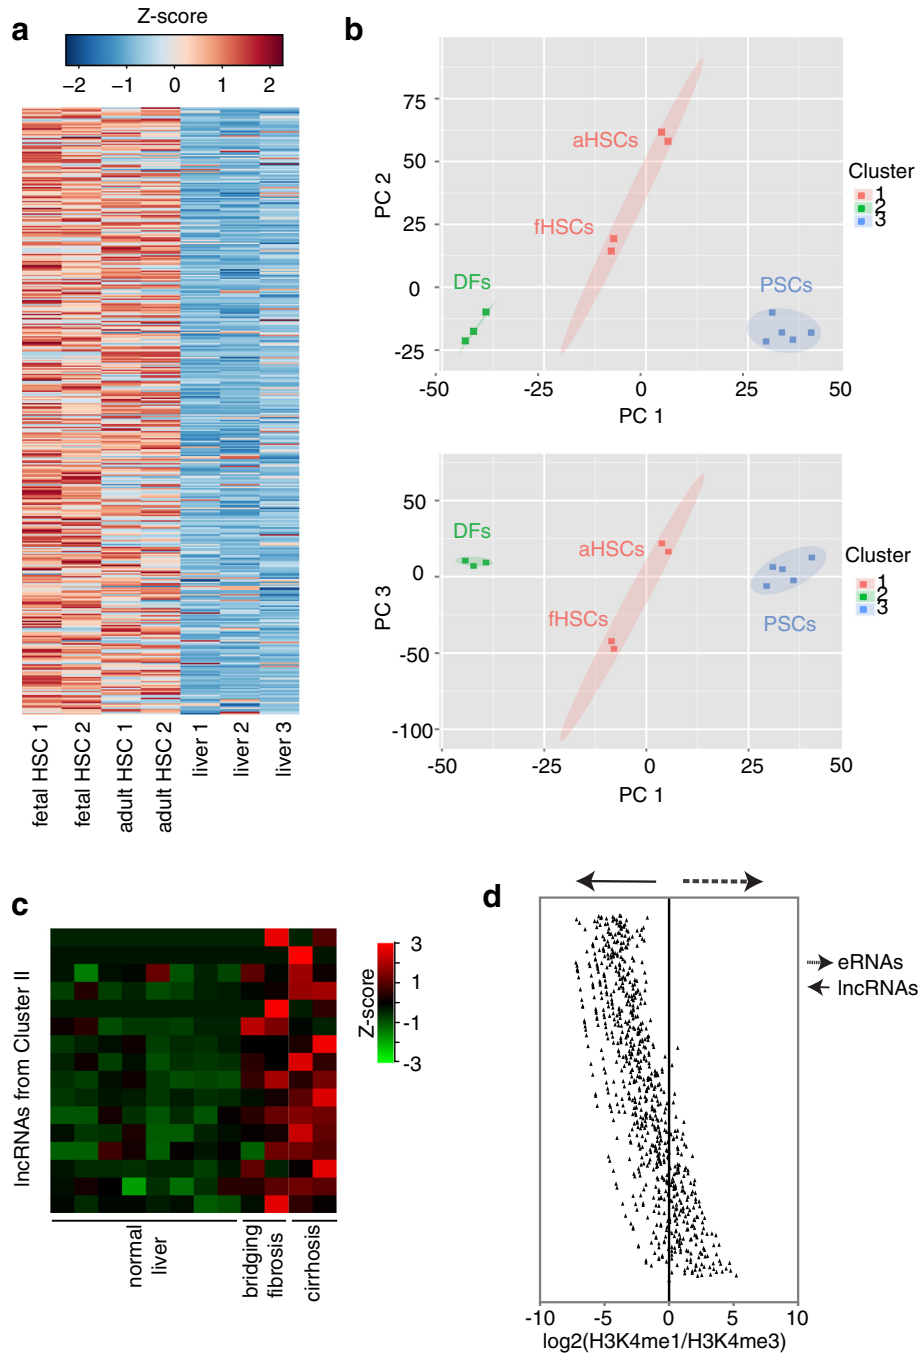 a
Z-score
−2 −1 0 1 2
fetal HSC 1
fetal HSC 2
adult HSC 1
adult HSC 2
liver 1
liver 2
liver 3
b
PC 2
75
50
25
0
-25
aHSCs
fHSCs
DFs
PSCs
-50 -25 0 25 50
PC 1
Cluster
1
2
3
PC 3
50
0
-50
-100
DFs
aHSCs
fHSCs
PSCs
-50 -25 0 25 50
PC 1
Cluster
1
2
3
c
lncRNAs from Cluster II
Z-score
3
1
-1
-3
normal
liver
bridging
fibrosis
cirrhosis
d
eRNAs
lncRNAs
-10 -5 0 5 10
log2(H3K4me1/H3K4me3)